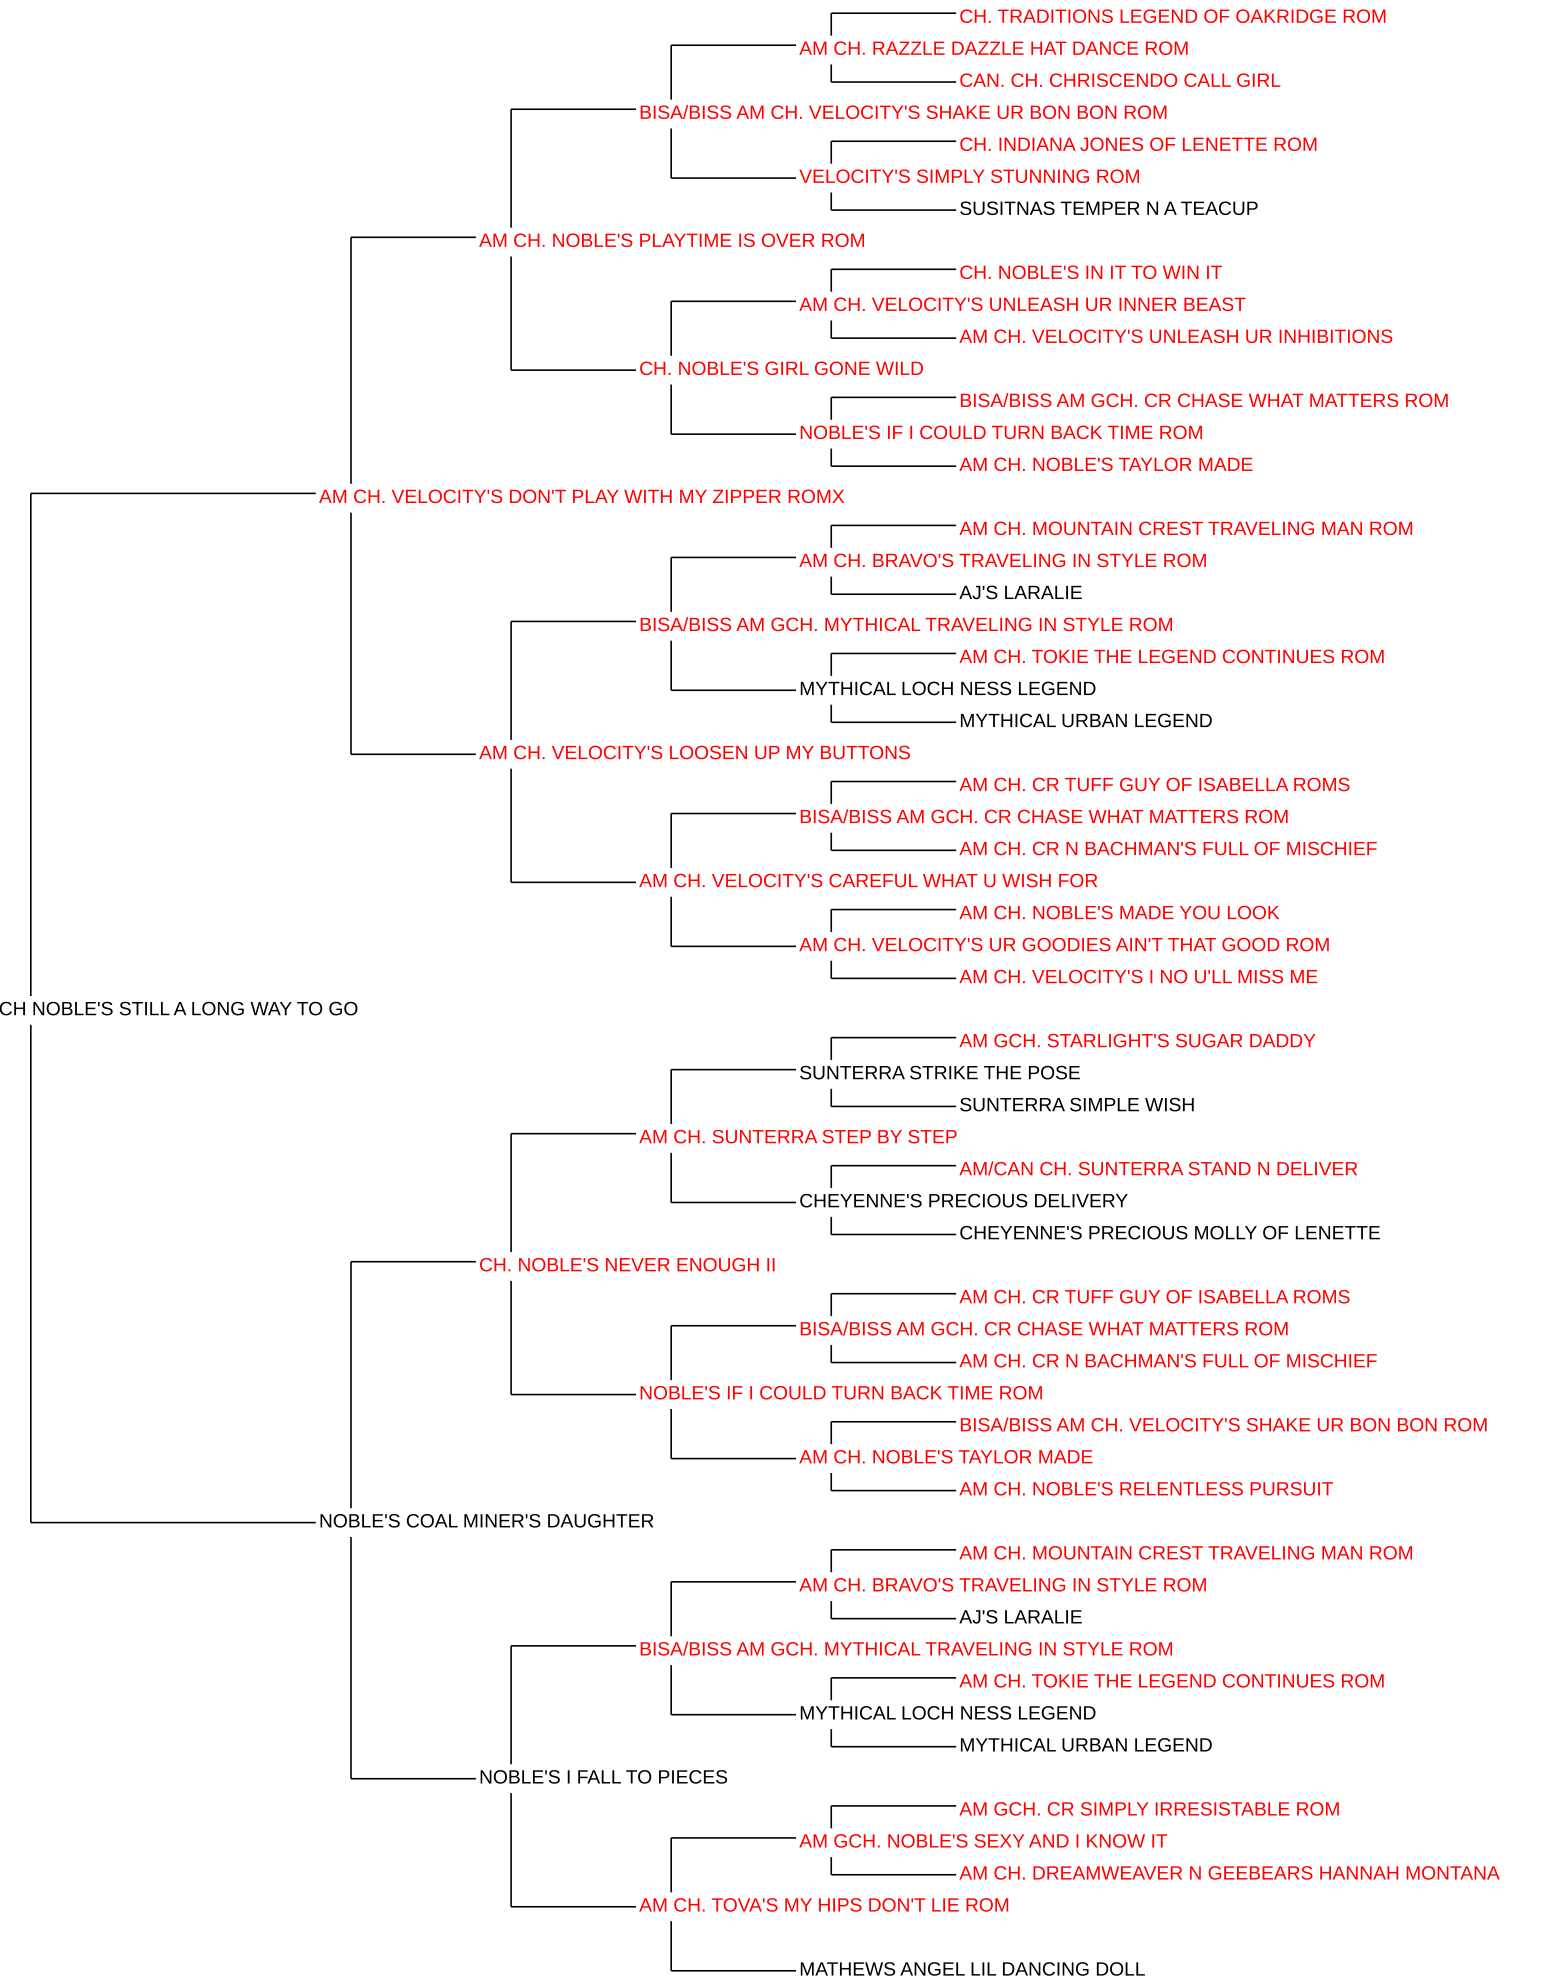 CH. TRADITIONS LEGEND OF OAKRIDGE ROM
AM CH. RAZZLE DAZZLE HAT DANCE ROM
CAN. CH. CHRISCENDO CALL GIRL
BISA/BISS AM CH. VELOCITY'S SHAKE UR BON BON ROM
CH. INDIANA JONES OF LENETTE ROM
VELOCITY'S SIMPLY STUNNING ROM
SUSITNAS TEMPER N A TEACUP
AM CH. NOBLE'S PLAYTIME IS OVER ROM
CH. NOBLE'S IN IT TO WIN IT
AM CH. VELOCITY'S UNLEASH UR INNER BEAST
AM CH. VELOCITY'S UNLEASH UR INHIBITIONS
CH. NOBLE'S GIRL GONE WILD
BISA/BISS AM GCH. CR CHASE WHAT MATTERS ROM
NOBLE'S IF I COULD TURN BACK TIME ROM
AM CH. NOBLE'S TAYLOR MADE
AM CH. VELOCITY'S DON'T PLAY WITH MY ZIPPER ROMX
AM CH. MOUNTAIN CREST TRAVELING MAN ROM
AM CH. BRAVO'S TRAVELING IN STYLE ROM
AJ'S LARALIE
BISA/BISS AM GCH. MYTHICAL TRAVELING IN STYLE ROM
AM CH. TOKIE THE LEGEND CONTINUES ROM
MYTHICAL LOCH NESS LEGEND
MYTHICAL URBAN LEGEND
AM CH. VELOCITY'S LOOSEN UP MY BUTTONS
AM CH. CR TUFF GUY OF ISABELLA ROMS
BISA/BISS AM GCH. CR CHASE WHAT MATTERS ROM
AM CH. CR N BACHMAN'S FULL OF MISCHIEF
AM CH. VELOCITY'S CAREFUL WHAT U WISH FOR
AM CH. NOBLE'S MADE YOU LOOK
AM CH. VELOCITY'S UR GOODIES AIN'T THAT GOOD ROM
AM CH. VELOCITY'S I NO U'LL MISS ME
CH NOBLE'S STILL A LONG WAY TO GO
AM GCH. STARLIGHT'S SUGAR DADDY
SUNTERRA STRIKE THE POSE
SUNTERRA SIMPLE WISH
AM CH. SUNTERRA STEP BY STEP
AM/CAN CH. SUNTERRA STAND N DELIVER
CHEYENNE'S PRECIOUS DELIVERY
CHEYENNE'S PRECIOUS MOLLY OF LENETTE
CH. NOBLE'S NEVER ENOUGH II
AM CH. CR TUFF GUY OF ISABELLA ROMS
BISA/BISS AM GCH. CR CHASE WHAT MATTERS ROM
AM CH. CR N BACHMAN'S FULL OF MISCHIEF
NOBLE'S IF I COULD TURN BACK TIME ROM
BISA/BISS AM CH. VELOCITY'S SHAKE UR BON BON ROM
AM CH. NOBLE'S TAYLOR MADE
AM CH. NOBLE'S RELENTLESS PURSUIT
NOBLE'S COAL MINER'S DAUGHTER
AM CH. MOUNTAIN CREST TRAVELING MAN ROM
AM CH. BRAVO'S TRAVELING IN STYLE ROM
AJ'S LARALIE
BISA/BISS AM GCH. MYTHICAL TRAVELING IN STYLE ROM
AM CH. TOKIE THE LEGEND CONTINUES ROM
MYTHICAL LOCH NESS LEGEND
MYTHICAL URBAN LEGEND
NOBLE'S I FALL TO PIECES
AM GCH. CR SIMPLY IRRESISTABLE ROM
AM GCH. NOBLE'S SEXY AND I KNOW IT
AM CH. DREAMWEAVER N GEEBEARS HANNAH MONTANA
AM CH. TOVA'S MY HIPS DON'T LIE ROM
MATHEWS ANGEL LIL DANCING DOLL